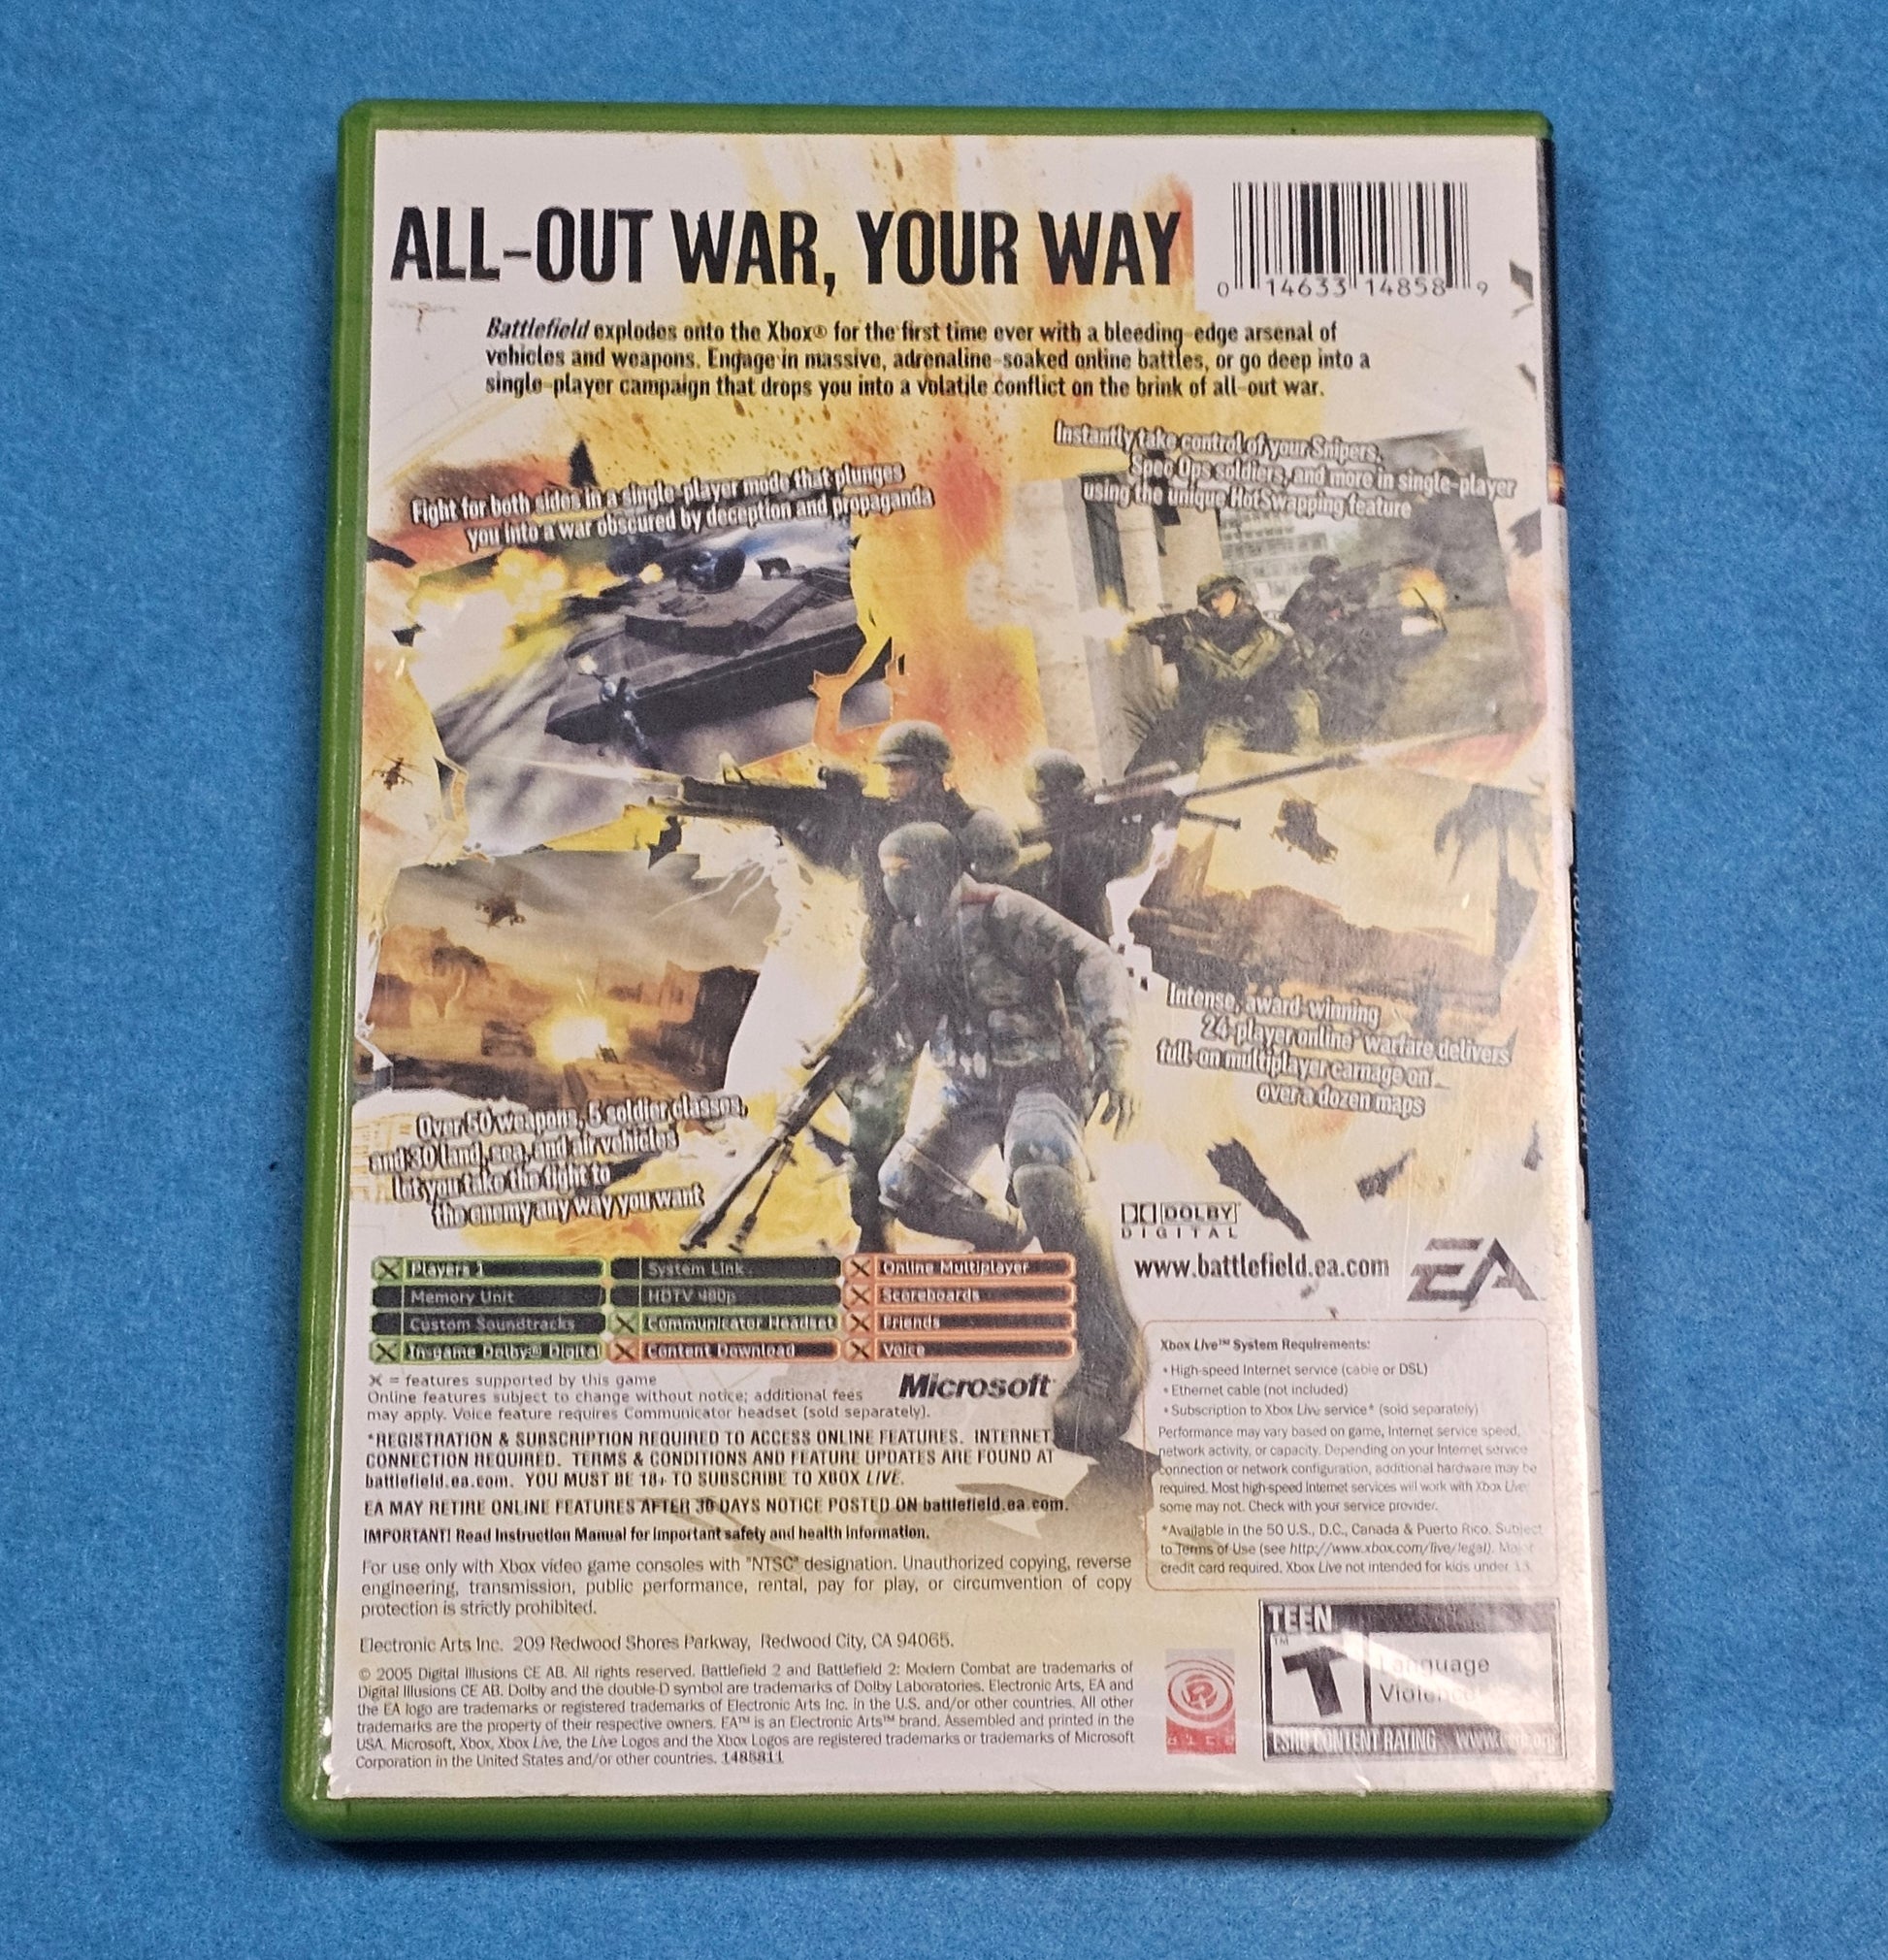 ALL-OUT WAR, YOUR WAY
0 14633 14858 9
Battlefield explodes onto the Xbox® for the first time ever with a bleeding-edge arsenal of
vehicles and weapons. Engage in massive, adrenaline-soaked online battles, or go deep into a
single-player campaign that drops you into a volatile conflict on the brink of all-out war.
Fight for both sides in a single-player mode that plunges
you into a war obscured by deception and propaganda
Instantly take control of your Snipers,
Spec Ops soldiers, and more in single-player
using the unique HotSwapping feature
Intense, award-winning
24-player online* warfare delivers
full-on multiplayer carnage on
over a dozen maps
Over 50 weapons, 5 soldier classes,
and 30 land, sea, and air vehicles
let you take the fight to
the enemy any way you want
DOLBY
DIGITAL
www.battlefield.ea.com
EA
X Players 1
System Link
X Online Multiplayer
Memory Unit
HDTV 480p
X Scoreboards
Custom Soundtracks
X Communicator Headset
X Friends
X In-game Dolby® Digital
X Content Download
X Voice
X = features supported by this game
Online features subject to change without notice; additional fees
may apply. Voice feature requires Communicator headset (sold separately).
Microsoft
*REGISTRATION & SUBSCRIPTION REQUIRED TO ACCESS ONLINE FEATURES. INTERNET
CONNECTION REQUIRED. TERMS & CONDITIONS AND FEATURE UPDATES ARE FOUND AT
battlefield.ea.com. YOU MUST BE 18+ TO SUBSCRIBE TO XBOX LIVE.
EA MAY RETIRE ONLINE FEATURES AFTER 30 DAYS NOTICE POSTED ON battlefield.ea.com.
IMPORTANT! Read Instruction Manual for important safety and health information.
For use only with Xbox video game consoles with "NTSC" designation. Unauthorized copying, reverse
engineering, transmission, public performance, rental, pay for play, or circumvention of copy
protection is strictly prohibited.
Electronic Arts Inc. 209 Redwood Shores Parkway, Redwood City, CA 94065.
© 2005 Digital Illusions CE AB. All rights reserved. Battlefield 2 and Battlefield 2: Modern Combat are trademarks of
Digital Illusions CE AB. Dolby and the double-D symbol are trademarks of Dolby Laboratories. Electronic Arts, EA and
the EA logo are trademarks or registered trademarks of Electronic Arts Inc. in the U.S. and/or other countries. All other
trademarks are the property of their respective owners. EA™ is an Electronic Arts™ brand. Assembled and printed in the
USA. Microsoft, Xbox, Xbox Live, the Live Logos and the Xbox Logos are registered trademarks or trademarks of Microsoft
Corporation in the United States and/or other countries. 1485811
Xbox Live™ System Requirements:
• High-speed Internet service (cable or DSL)
• Ethernet cable (not included)
• Subscription to Xbox Live service* (sold separately)
Performance may vary based on game, Internet service speed,
network activity, or capacity. Depending on your Internet service
connection or network configuration, additional hardware may be
required. Most high-speed Internet services will work with Xbox Live;
some may not. Check with your service provider.
*Available in the 50 U.S., D.C., Canada & Puerto Rico. Subject
to Terms of Use (see http://www.xbox.com/live/legal). Major
credit card required. Xbox Live not intended for kids under 13.
dice
TEEN
T
Language
Violence
ESRB CONTENT RATING www.esrb.org